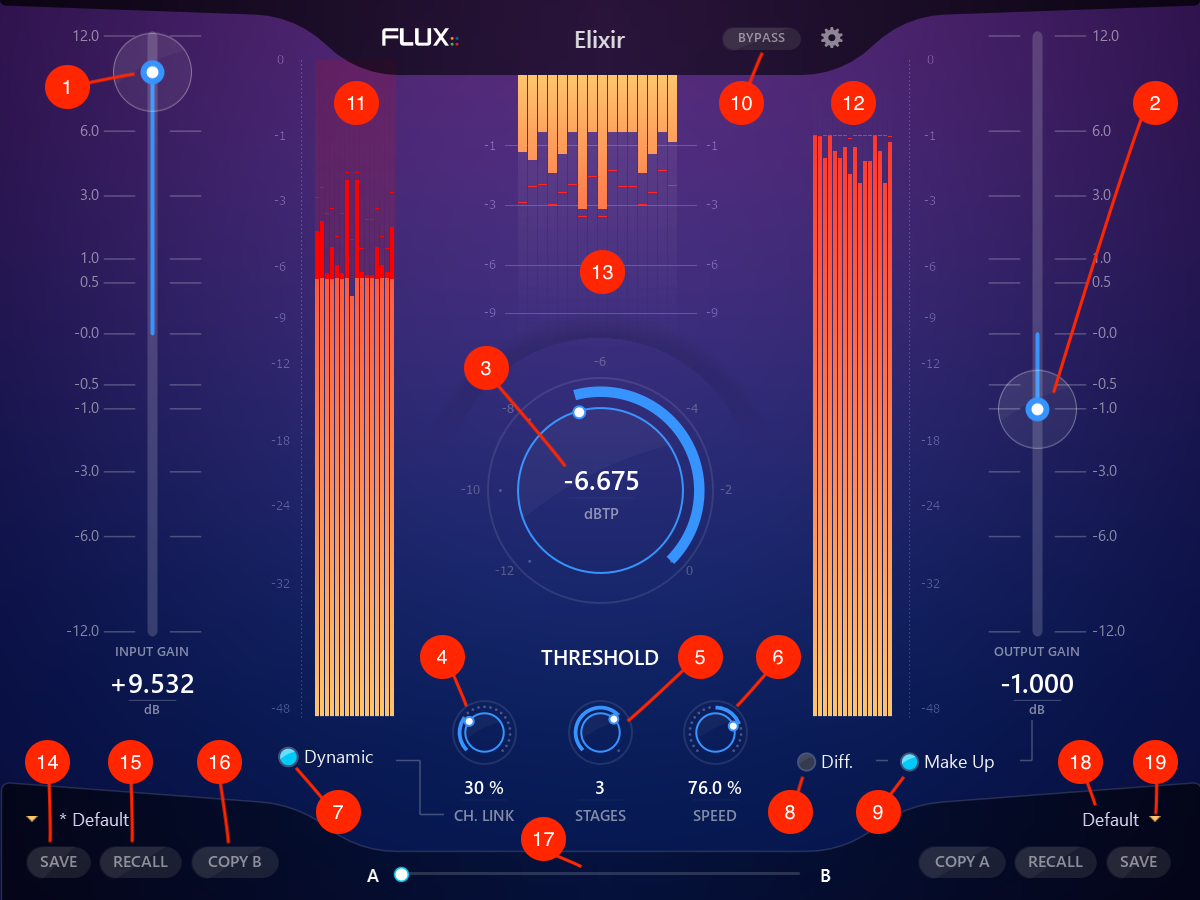 FLUX:: Elixir BYPASS
12.0 0 0 12.0
1 11 10 12 2
6.0 -1 -1 -1 -1 6.0
3.0 -3 -3 -3 -3 3.0
1.0 -6 -6 13 -6 -6 1.0
0.5 0.5
-0.0 -9 -9 -9 -9 -0.0
3 -6
-0.5 -12 -12 -0.5
-1.0 -8 -4 -1.0
-18 -18
-3.0 -10 -6.675 -2 -3.0
-24 dBTP -24
-6.0 -6.0
-12 0
-32 -32
-12.0 -12.0
INPUT GAIN 4 THRESHOLD 5 6 OUTPUT GAIN
+9.532 -1.000
dB -48 -48 dB
14 15 16 Dynamic Diff. Make Up 18 19
30 % 3 76.0 %
7 CH. LINK STAGES SPEED 8 9
* Default 17 Default
SAVE RECALL COPY B COPY A RECALL SAVE
A B